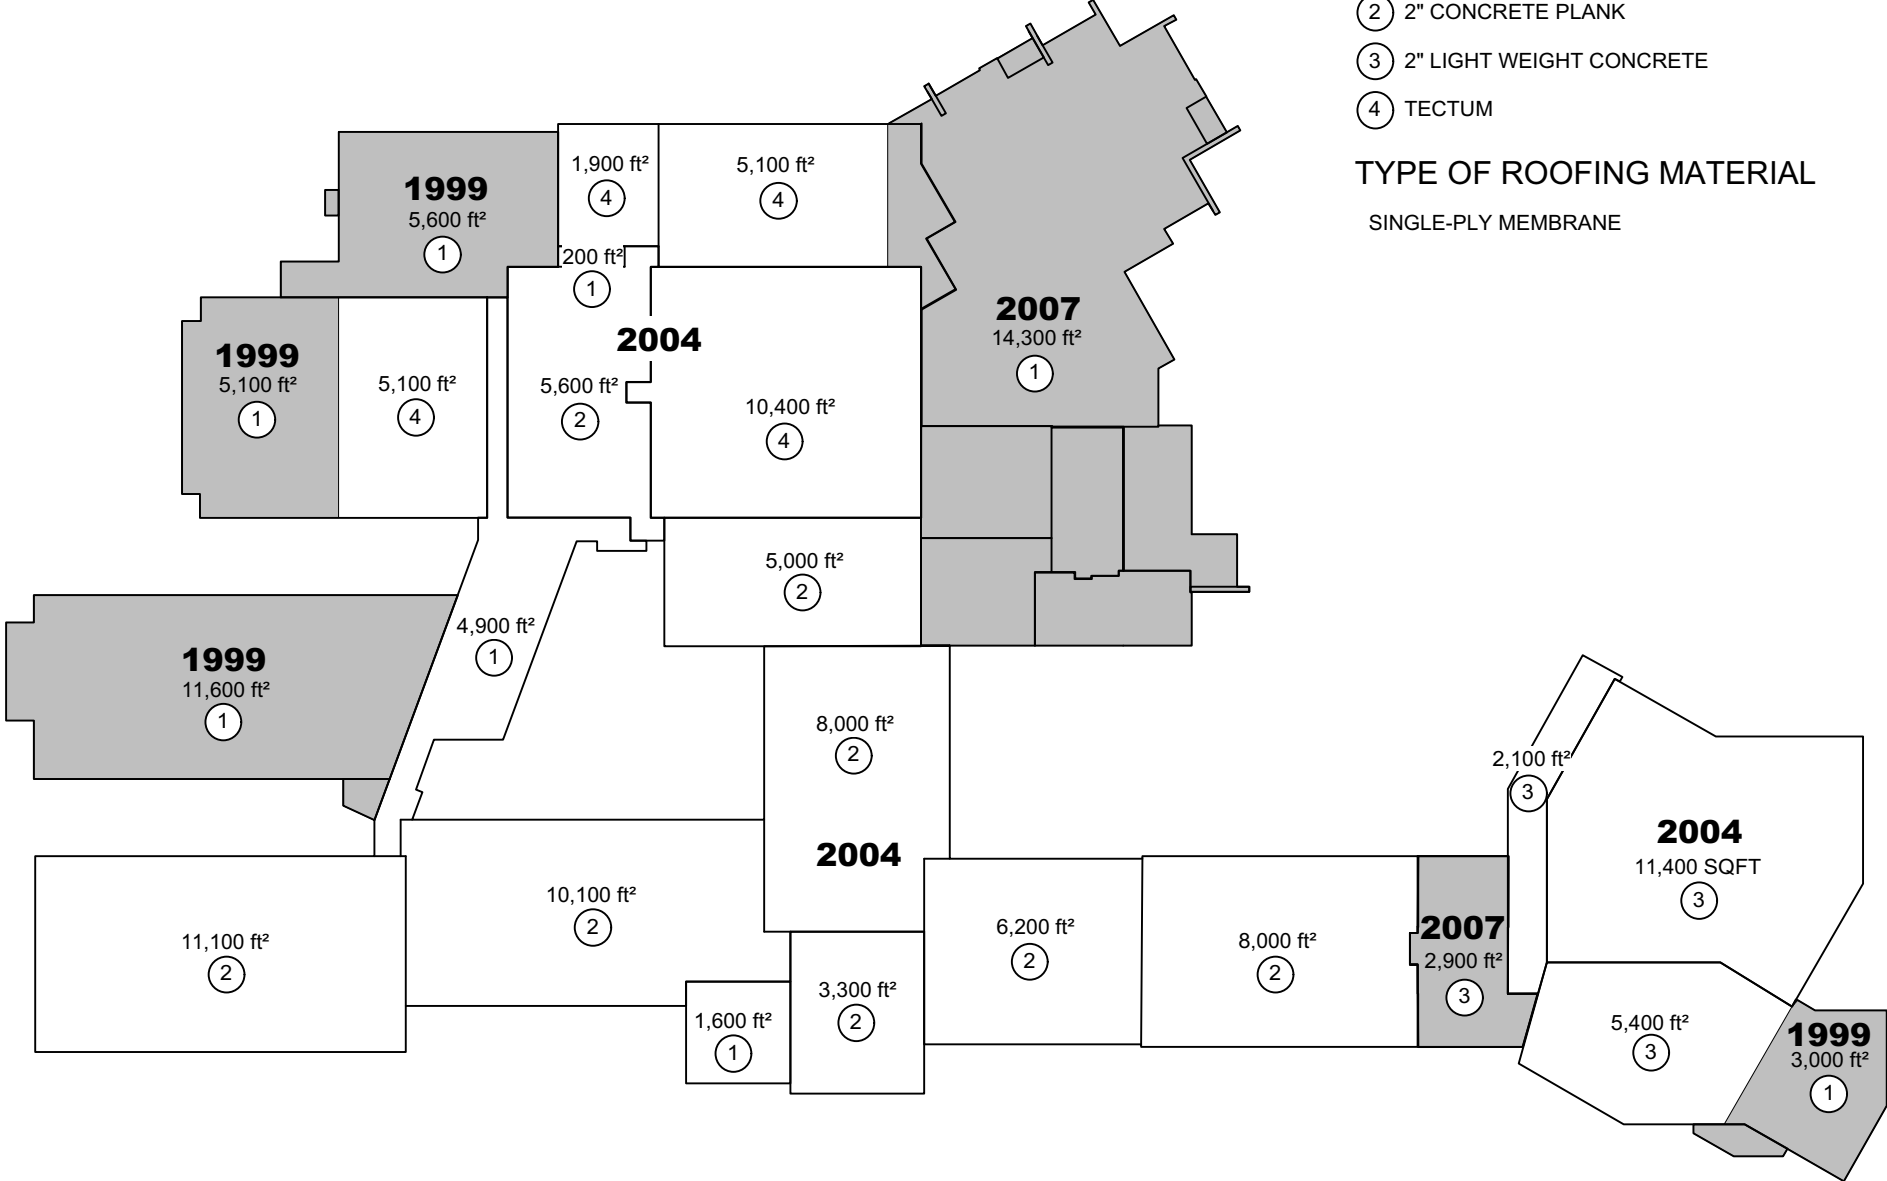 2 2" CONCRETE PLANK
3 2" LIGHT WEIGHT CONCRETE
4 TECTUM
TYPE OF ROOFING MATERIAL
SINGLE-PLY MEMBRANE
1999
5,600 ft²
1
1,900 ft²
4
5,100 ft²
4
200 ft²
1
2004
5,600 ft²
2
10,400 ft²
4
2007
14,300 ft²
1
1999
5,100 ft²
1
5,100 ft²
4
5,000 ft²
2
4,900 ft²
1
1999
11,600 ft²
1
8,000 ft²
2
2004
2,100 ft²
3
2004
11,400 SQFT
3
11,100 ft²
2
10,100 ft²
2
6,200 ft²
2
8,000 ft²
2
2007
2,900 ft²
3
3,300 ft²
2
1,600 ft²
1
5,400 ft²
3
1999
3,000 ft²
1